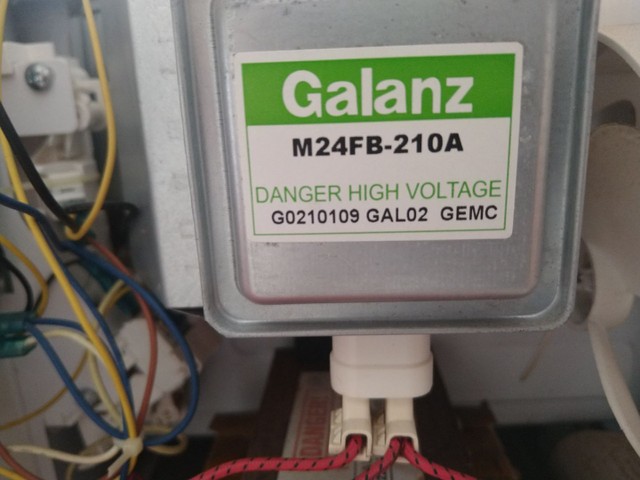 Galanz
M24FB-210A
DANGER HIGH VOLTAGE
G0210109 GAL02 GEMC